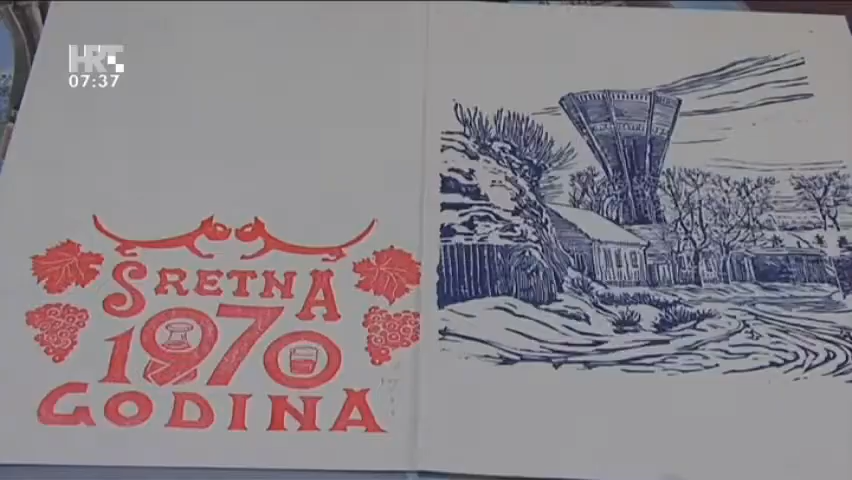 HRT
07:37
SRETNA
1970
GODINA